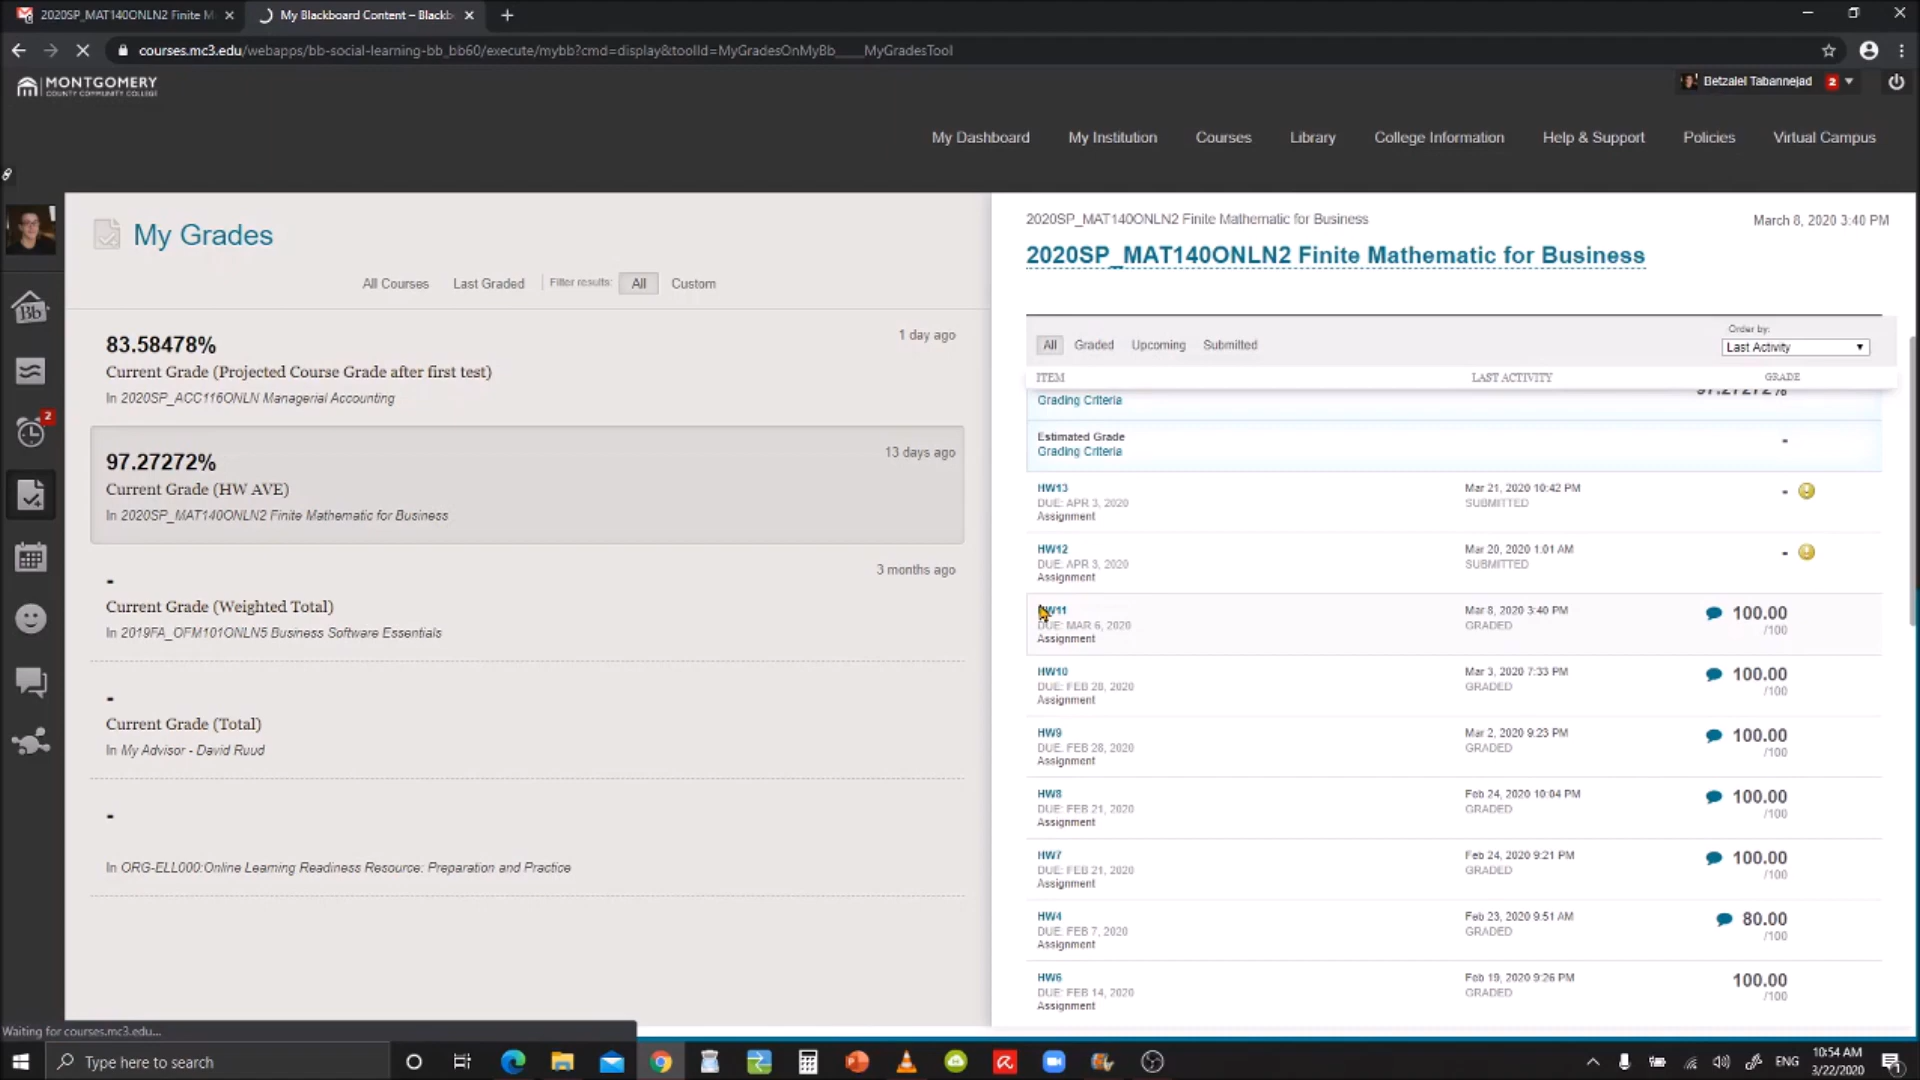 2020SP_MAT140ONLN2 Finite M
My Blackboard Content – Blackb
courses.mc3.edu/webapps/bb-social-learning-bb_bb60/execute/mybb?cmd=display&toolId=MyGradesOnMyBb____MyGradesTool
MONTGOMERY
COUNTY COMMUNITY COLLEGE
Betzalel Tabannejad 2
My Dashboard My Institution Courses Library College Information Help & Support Policies Virtual Campus
My Grades
All Courses Last Graded Filter results: All Custom
83.58478% 1 day ago
Current Grade (Projected Course Grade after first test)
In 2020SP_ACC116ONLN Managerial Accounting
97.27272% 13 days ago
Current Grade (HW AVE)
In 2020SP_MAT140ONLN2 Finite Mathematic for Business
- 3 months ago
Current Grade (Weighted Total)
In 2019FA_OFM101ONLN5 Business Software Essentials
-
Current Grade (Total)
In My Advisor - David Ruud
-
In ORG-ELL000:Online Learning Readiness Resource: Preparation and Practice
Bb
2
2020SP_MAT140ONLN2 Finite Mathematic for Business March 8, 2020 3:40 PM
2020SP_MAT140ONLN2 Finite Mathematic for Business
Order by:
All Graded Upcoming Submitted Last Activity
ITEM LAST ACTIVITY GRADE
97.27272%
Grading Criteria
Estimated Grade -
Grading Criteria
HW13 Mar 21, 2020 10:42 PM -
DUE: APR 3, 2020 SUBMITTED
Assignment
HW12 Mar 20, 2020 1:01 AM -
DUE: APR 3, 2020 SUBMITTED
Assignment
HW11 Mar 8, 2020 3:40 PM 100.00
DUE: MAR 6, 2020 GRADED /100
Assignment
HW10 Mar 3, 2020 7:33 PM 100.00
DUE: FEB 28, 2020 GRADED /100
Assignment
HW9 Mar 2, 2020 9:23 PM 100.00
DUE: FEB 28, 2020 GRADED /100
Assignment
HW8 Feb 24, 2020 10:04 PM 100.00
DUE: FEB 21, 2020 GRADED /100
Assignment
HW7 Feb 24, 2020 9:21 PM 100.00
DUE: FEB 21, 2020 GRADED /100
Assignment
HW4 Feb 23, 2020 9:51 AM 80.00
DUE: FEB 7, 2020 GRADED /100
Assignment
HW6 Feb 19, 2020 9:26 PM 100.00
DUE: FEB 14, 2020 GRADED /100
Assignment
Waiting for courses.mc3.edu...
Type here to search
ENG
10:54 AM
3/22/2020
1